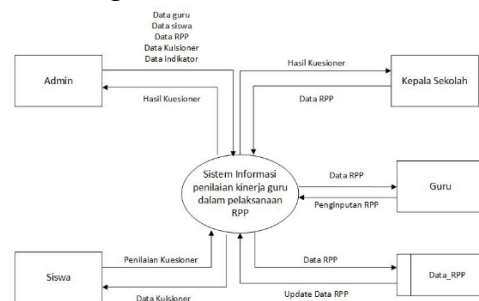 Data guru
Data siswa
Data RPP
Data Kuisioner
Data Indikator
Admin
Hasil Kuesioner
Hasil Kuesioner
Kepala Sekolah
Data RPP
Sistem Informasi
penilaian kinerja guru
dalam pelaksanaan
RPP
Data RPP
Guru
Penginputan RPP
Penilaian Kuesioner
Siswa
Data Kuisioner
Data RPP
Data_RPP
Update Data RPP